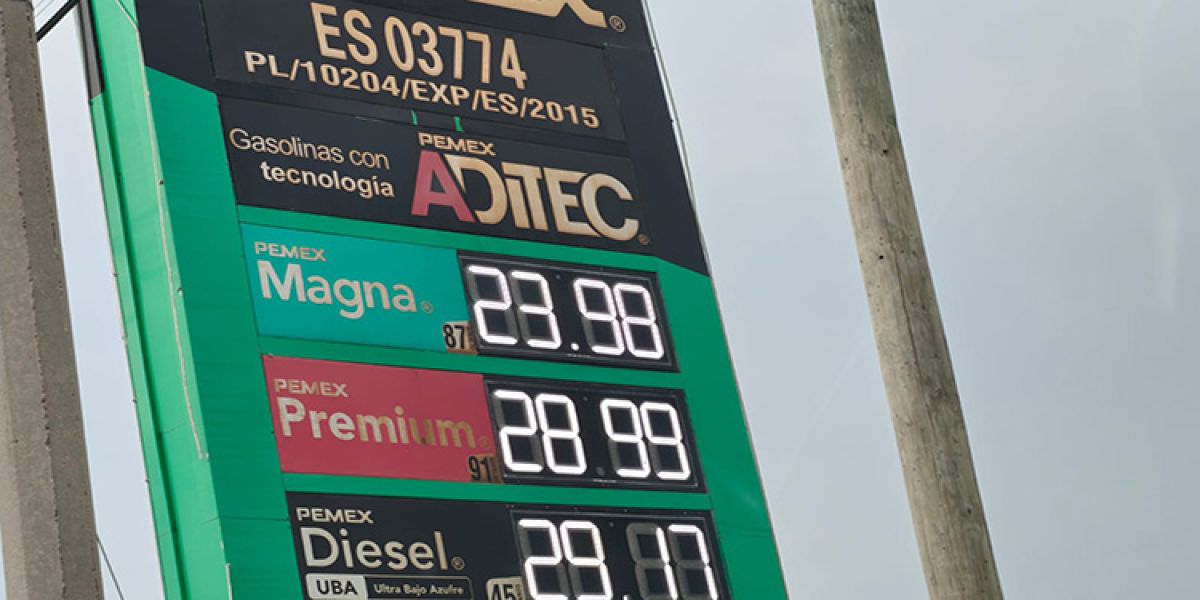 ES 03774
PL/10204/EXP/ES/2015
Gasolinas con
tecnología
PEMEX
ADITEC
PEMEX
Magna
87
23.98
PEMEX
Premium
91
28.99
PEMEX
Diesel
UBA Ultra Bajo Azufre
45
29.17